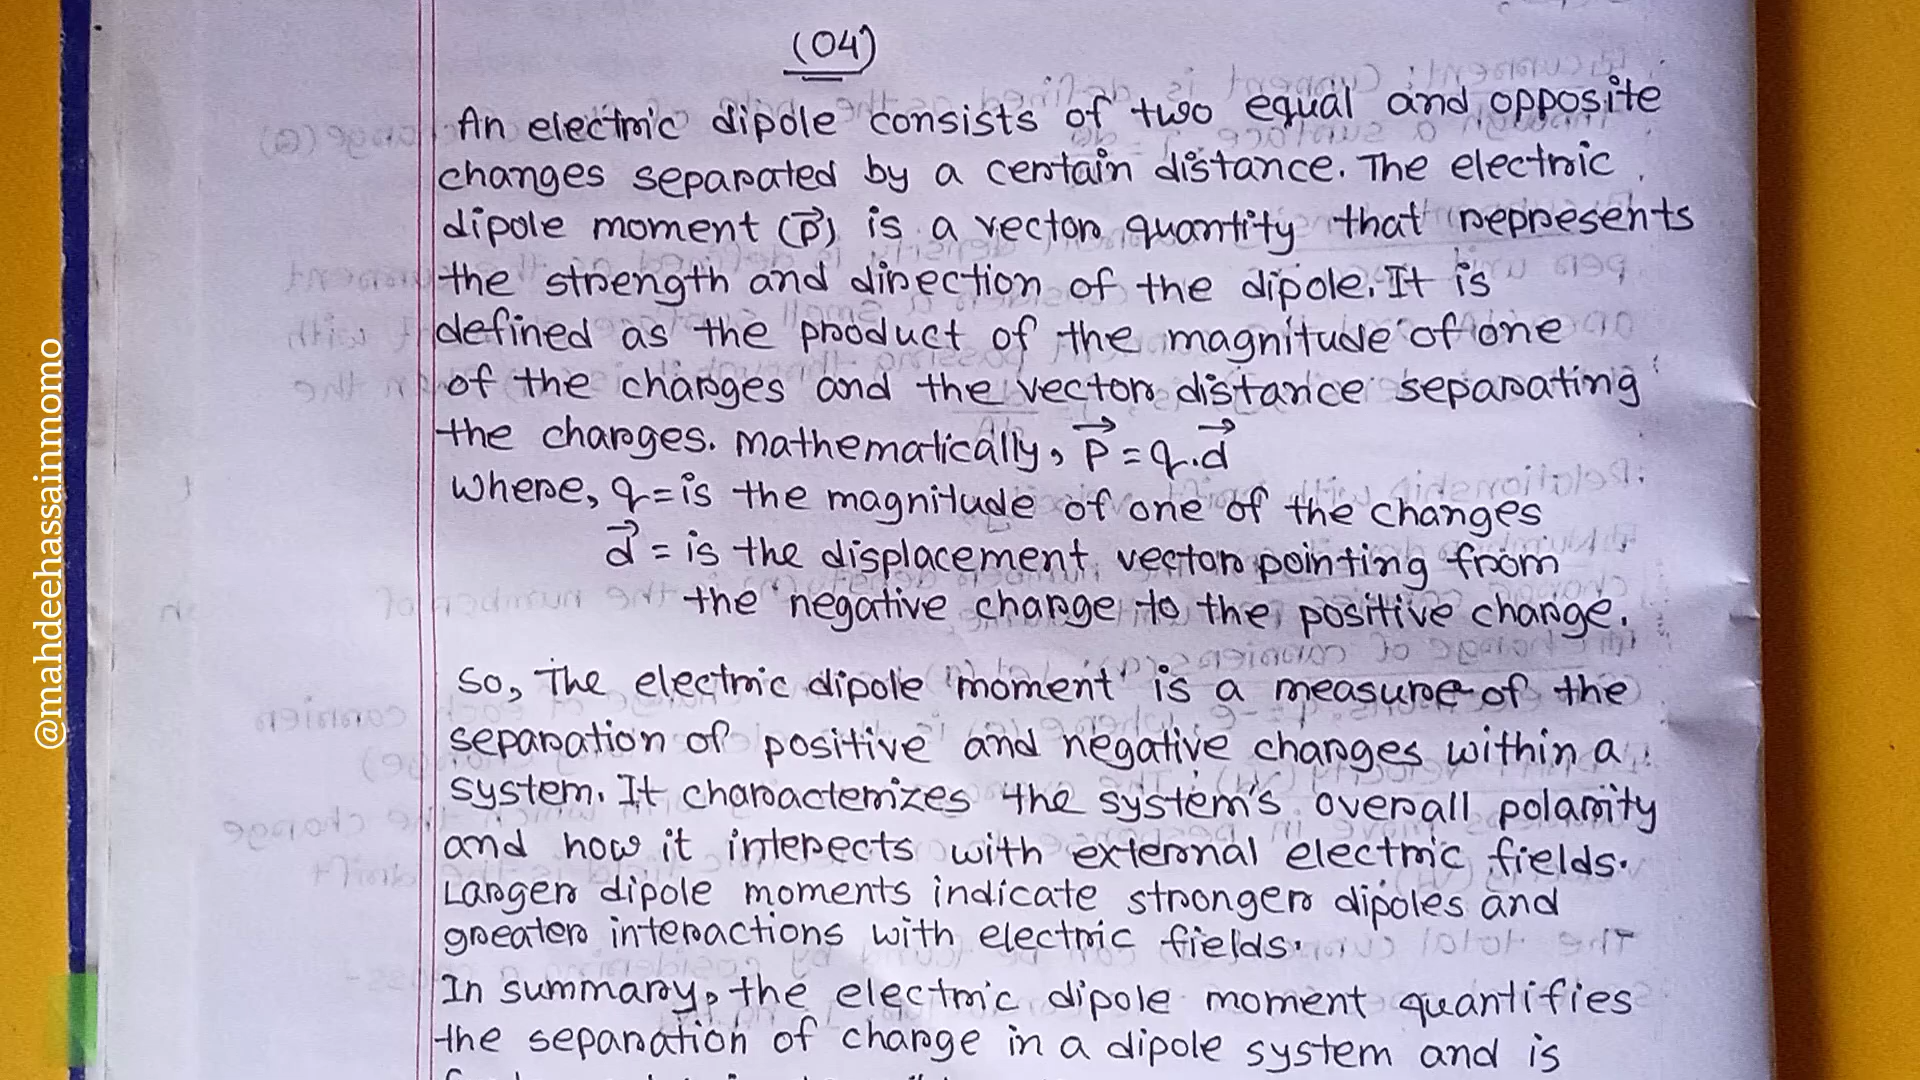 (04)
An electric dipole consists of two equal and opposite
charges separated by a certain distance. The electric
dipole moment (P⃗) is a vector quantity that represents
the strength and direction of the dipole. It is
defined as the product of the magnitude of one
of the charges and the vector distance separating
the charges. mathematically, P⃗ = q.d⃗
Where, q = is the magnitude of one of the charges
d⃗ = is the displacement vector pointing from
the negative charge to the positive charge.
So, The electric dipole moment is a measure of the
separation of positive and negative charges within a
system. It characterizes the system's overall polarity
and how it interects with external electric fields.
Larger dipole moments indicate stronger dipoles and
greater interactions with electric fields.
In summary, the electric dipole moment quantifies
the separation of charge in a dipole system and is
@mahdeehassainmomo